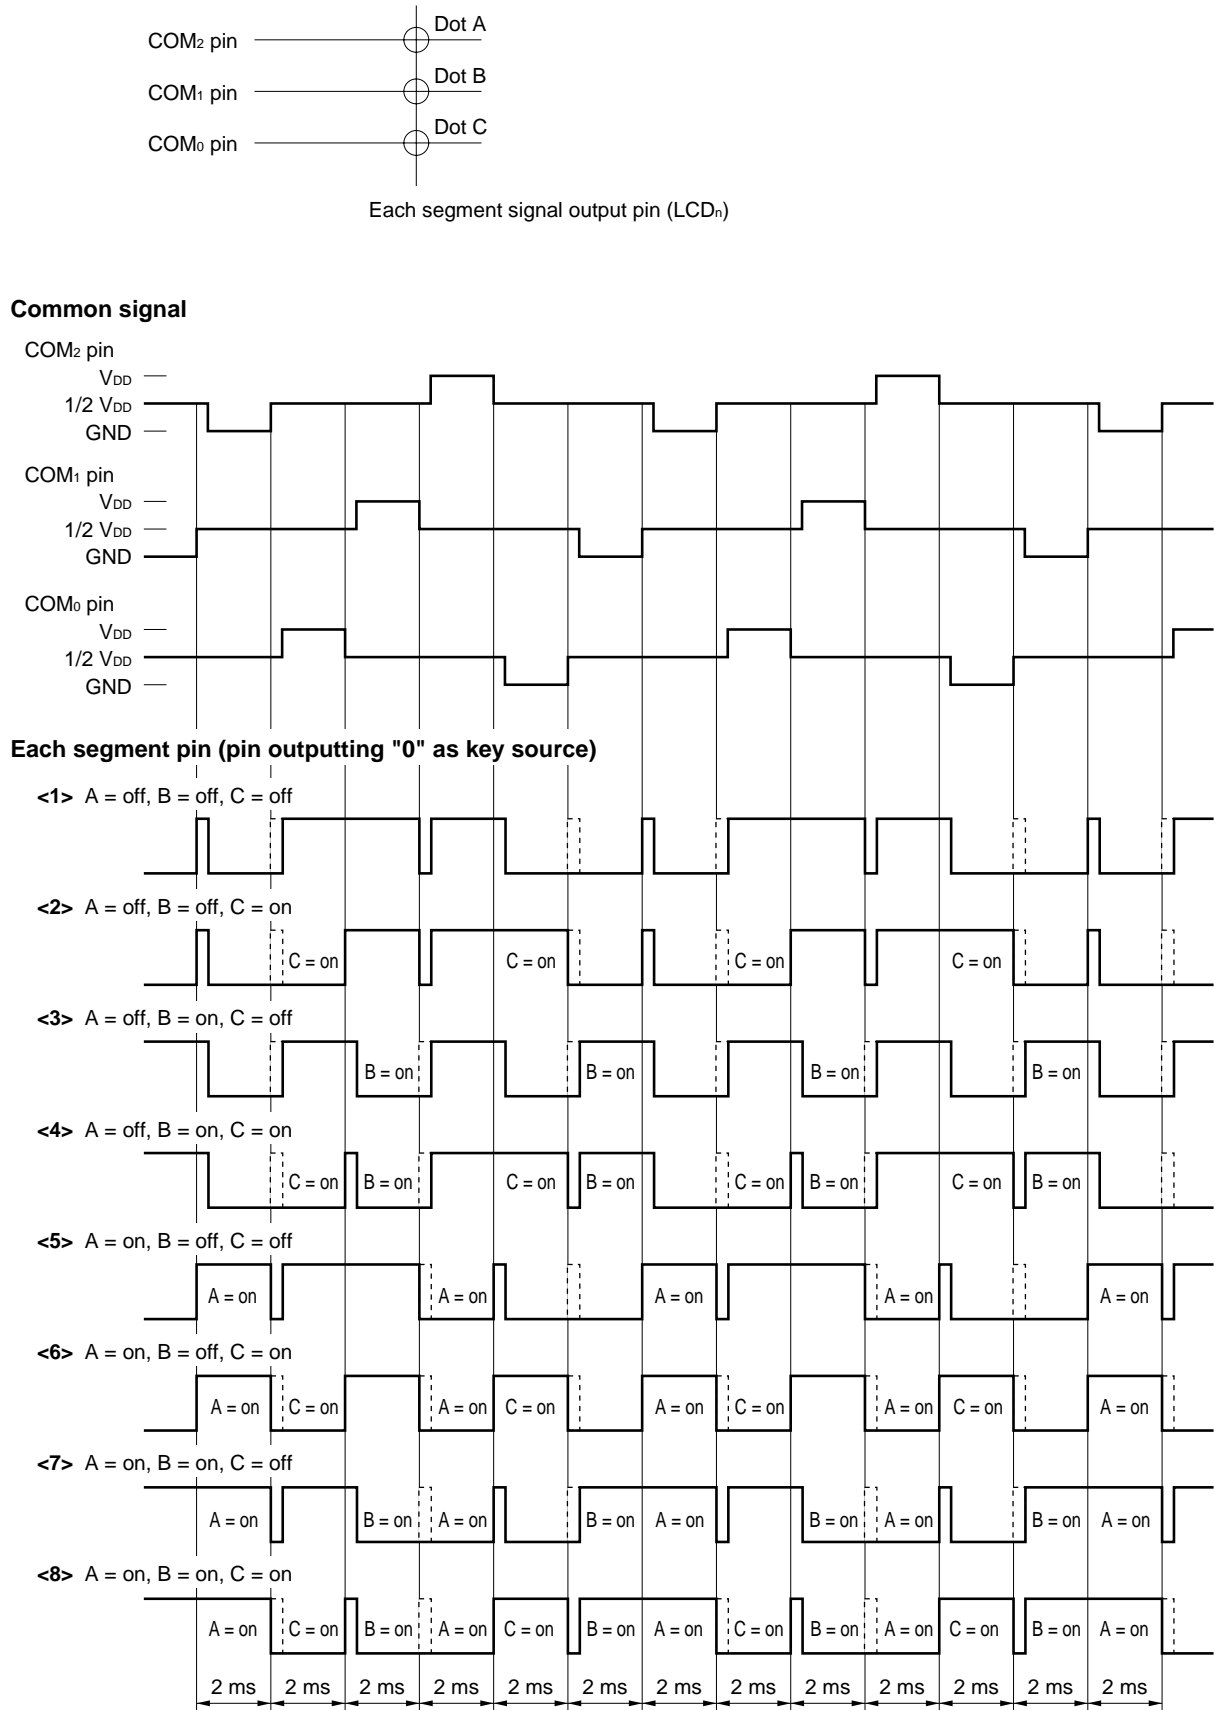 COM₂ pin Dot A
COM₁ pin Dot B
COM₀ pin Dot C
Each segment signal output pin (LCDₙ)
Common signal
COM₂ pin
VDD
1/2 VDD
GND
COM₁ pin
VDD
1/2 VDD
GND
COM₀ pin
VDD
1/2 VDD
GND
Each segment pin (pin outputting "0" as key source)
<1> A = off, B = off, C = off
<2> A = off, B = off, C = on
C = on C = on C = on C = on
<3> A = off, B = on, C = off
B = on B = on B = on B = on
<4> A = off, B = on, C = on
C = on B = on C = on B = on C = on B = on C = on B = on
<5> A = on, B = off, C = off
A = on A = on A = on A = on A = on
<6> A = on, B = off, C = on
A = on C = on A = on C = on A = on C = on A = on C = on A = on
<7> A = on, B = on, C = off
A = on B = on A = on B = on A = on B = on A = on B = on A = on
<8> A = on, B = on, C = on
A = on C = on B = on A = on C = on B = on A = on C = on B = on A = on C = on B = on A = on
2 ms 2 ms 2 ms 2 ms 2 ms 2 ms 2 ms 2 ms 2 ms 2 ms 2 ms 2 ms 2 ms